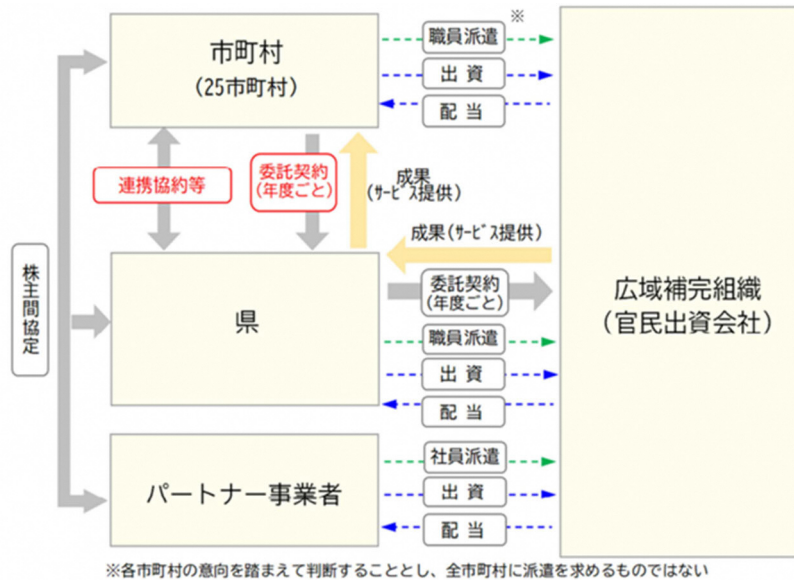 ※
市町村
（25市町村）
職員派遣
出 資
配 当
連携協約等
委託契約
（年度ごと）
成果
（ｻｰﾋﾞｽ提供）
成果（ｻｰﾋﾞｽ提供）
株主間協定
県
委託契約
（年度ごと）
職員派遣
出 資
配 当
広域補完組織
（官民出資会社）
パートナー事業者
社員派遣
出 資
配 当
※各市町村の意向を踏まえて判断することとし、全市町村に派遣を求めるものではない